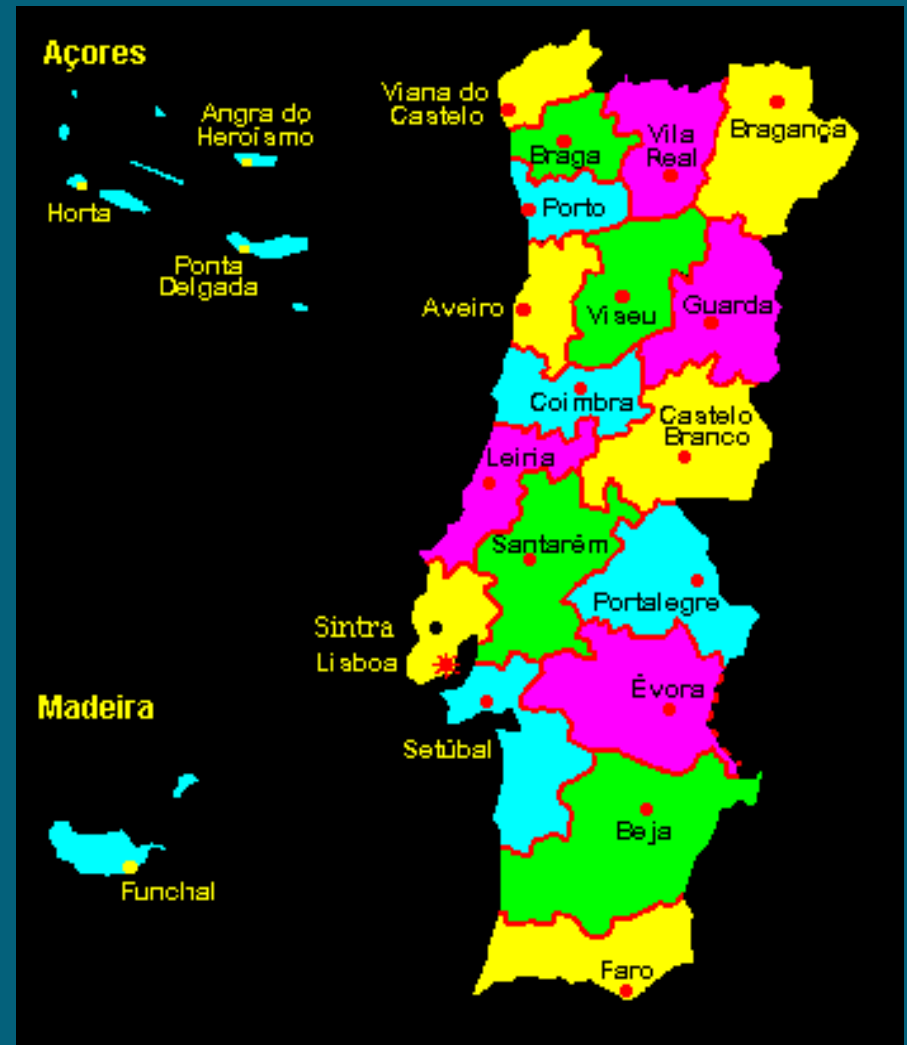 Açores
Viana do
Castelo
Angra do
Heroísmo
Vila
Real
Bragança
Braga
Horta
Porto
Ponta
Delgada
Aveiro
Viseu
Guarda
Coimbra
Castelo
Branco
Leiria
Santarém
Portalegre
Sintra
Lisboa
Évora
Madeira
Setúbal
Beja
Funchal
Faro